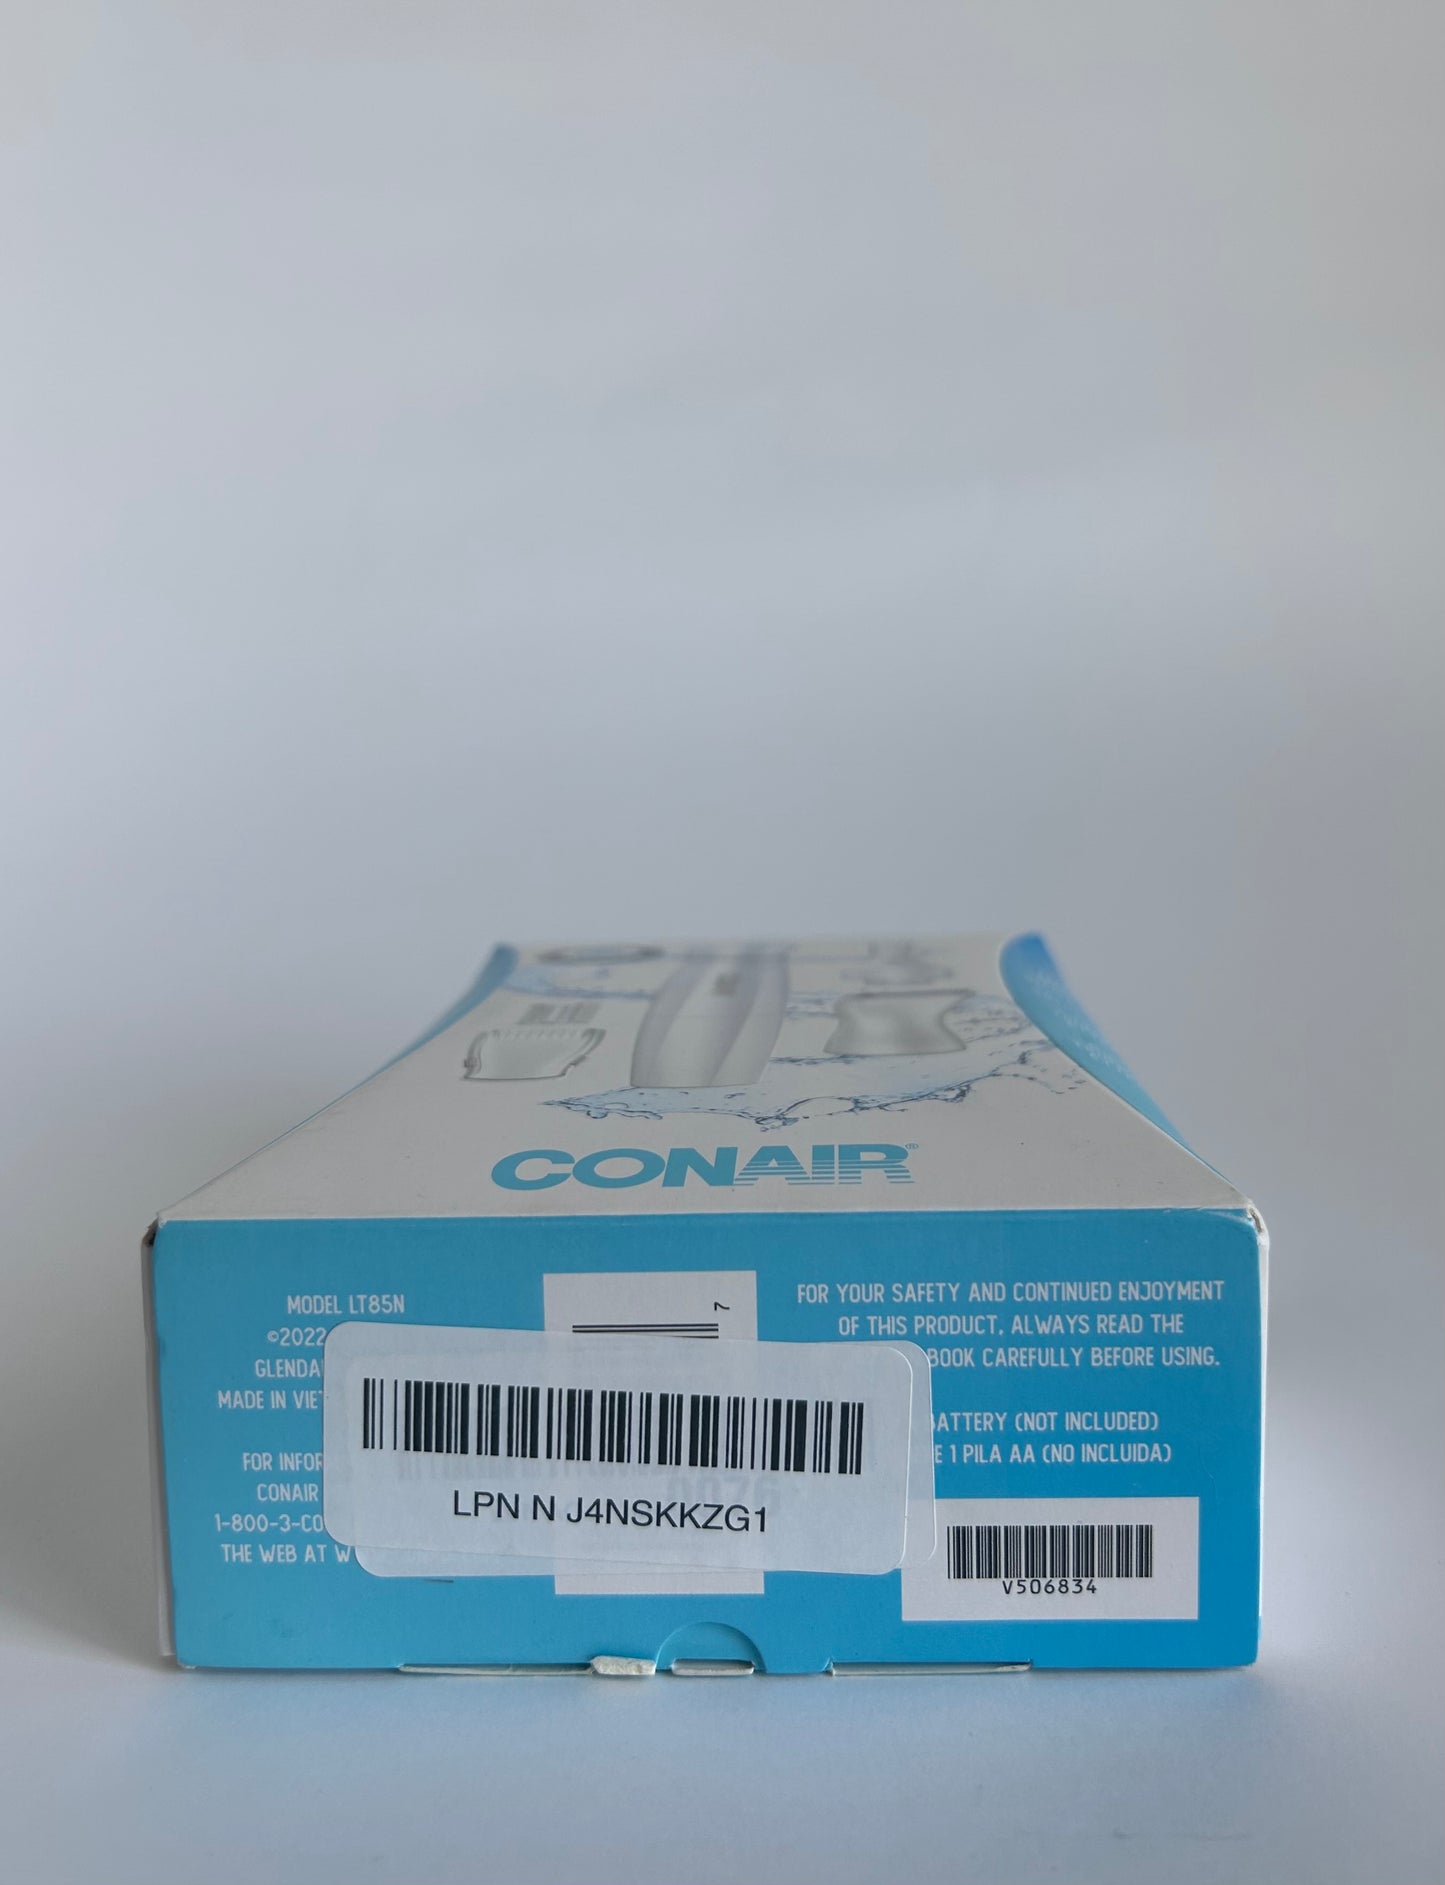 CONAIR®
MODEL LT85N
©2022
GLENDA
MADE IN VIET
FOR INFOR
CONAIR
1-800-3-CO
THE WEB AT W
7
FOR YOUR SAFETY AND CONTINUED ENJOYMENT
OF THIS PRODUCT, ALWAYS READ THE
BOOK CAREFULLY BEFORE USING.
BATTERY (NOT INCLUDED)
E 1 PILA AA (NO INCLUIDA)
LPN N J4NSKKZG1
V506834